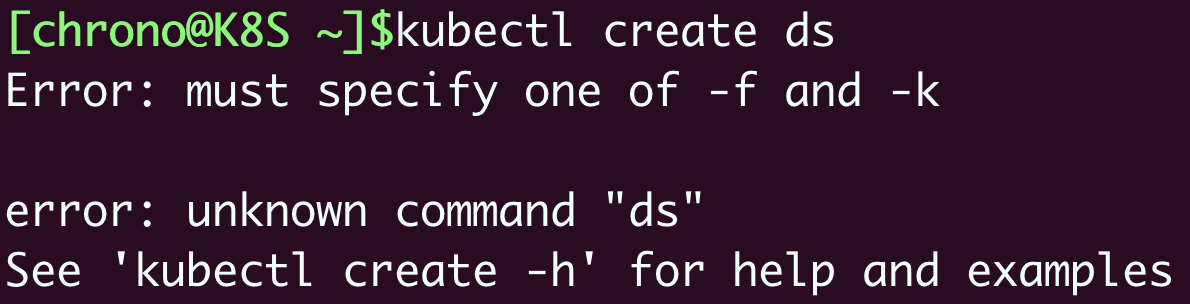 [chrono@K8S ~]$kubectl create ds
Error: must specify one of -f and -k
error: unknown command "ds"
See 'kubectl create -h' for help and examples